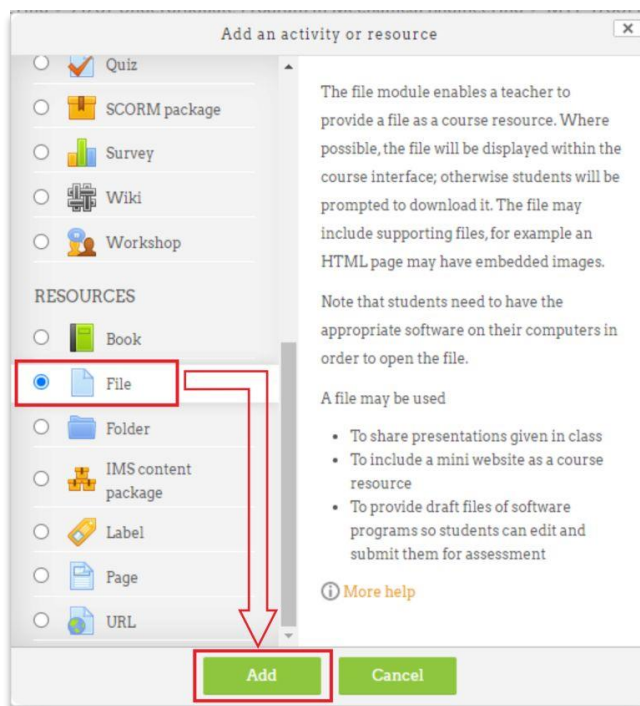 Add an activity or resource
Quiz
SCORM package
Survey
Wiki
Workshop
RESOURCES
Book
File
Folder
IMS content
package
Label
Page
URL
The file module enables a teacher to
provide a file as a course resource. Where
possible, the file will be displayed within the
course interface; otherwise students will be
prompted to download it. The file may
include supporting files, for example an
HTML page may have embedded images.
Note that students need to have the
appropriate software on their computers in
order to open the file.
A file may be used
• To share presentations given in class
• To include a mini website as a course
resource
• To provide draft files of software
programs so students can edit and
submit them for assessment
More help
Add
Cancel